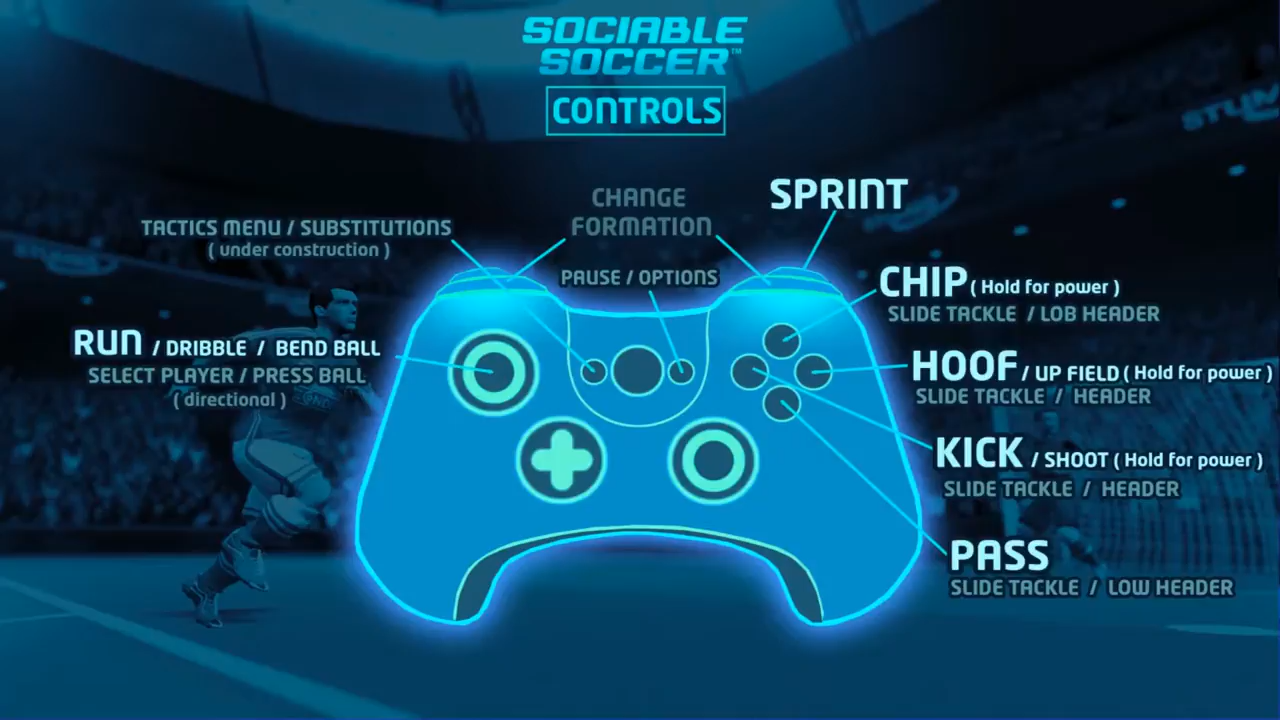 SOCIABLE
SOCCER™
CONTROLS
SPRINT
CHANGE
FORMATION
TACTICS MENU / SUBSTITUTIONS
( under construction )
PAUSE / OPTIONS
CHIP ( Hold for power )
SLIDE TACKLE / LOB HEADER
RUN / DRIBBLE / BEND BALL
SELECT PLAYER / PRESS BALL
( directional )
HOOF / UP FIELD ( Hold for power )
SLIDE TACKLE / HEADER
KICK / SHOOT ( Hold for power )
SLIDE TACKLE / HEADER
PASS
SLIDE TACKLE / LOW HEADER